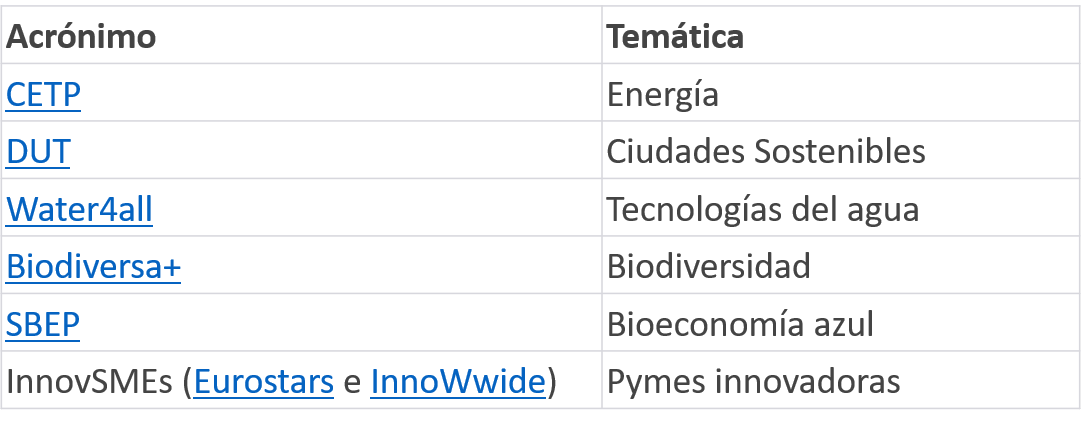 Acrónimo Temática
CETP Energía
DUT Ciudades Sostenibles
Water4all Tecnologías del agua
Biodiversa+ Biodiversidad
SBEP Bioeconomía azul
InnovSMEs (Eurostars e InnoWwide) Pymes innovadoras